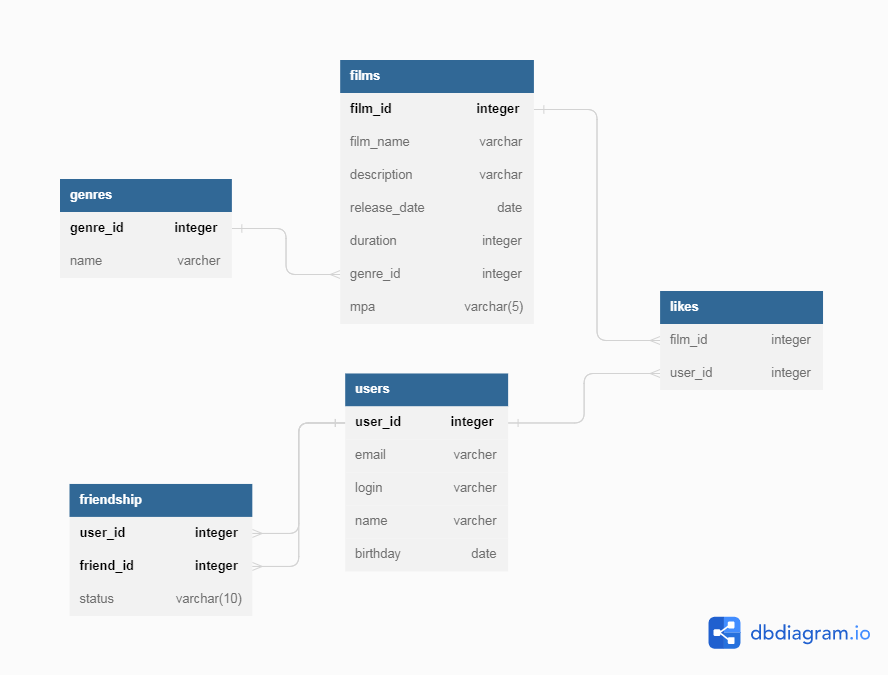 films
film_id integer
film_name varchar
description varchar
release_date date
duration integer
genre_id integer
mpa varchar(5)
genres
genre_id integer
name varcher
likes
film_id integer
user_id integer
users
user_id integer
email varcher
login varcher
name varcher
birthday date
friendship
user_id integer
friend_id integer
status varchar(10)
dbdiagram.io